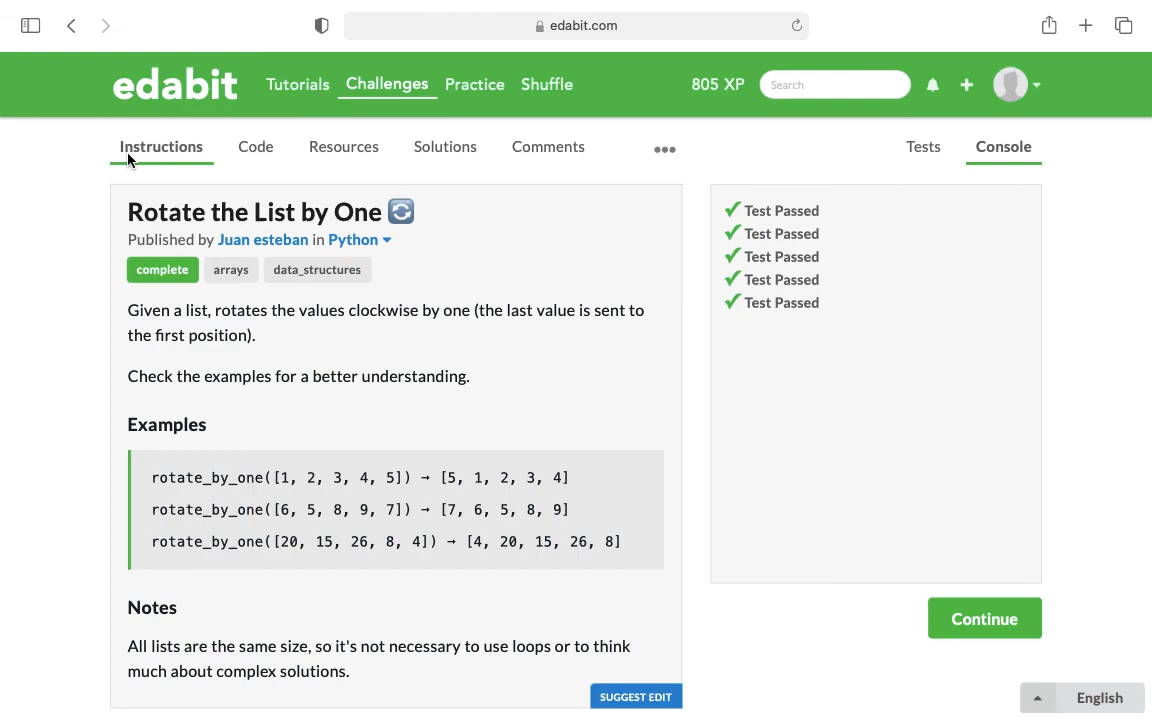 edabit.com
edabit Tutorials Challenges Practice Shuffle 805 XP Search
Instructions Code Resources Solutions Comments Tests Console
Rotate the List by One
Published by Juan esteban in Python
complete arrays data_structures
Given a list, rotates the values clockwise by one (the last value is sent to
the first position).
Check the examples for a better understanding.
Examples
rotate_by_one([1, 2, 3, 4, 5]) → [5, 1, 2, 3, 4]
rotate_by_one([6, 5, 8, 9, 7]) → [7, 6, 5, 8, 9]
rotate_by_one([20, 15, 26, 8, 4]) → [4, 20, 15, 26, 8]
Notes
All lists are the same size, so it's not necessary to use loops or to think
much about complex solutions.
SUGGEST EDIT
Test Passed
Test Passed
Test Passed
Test Passed
Test Passed
Continue
English